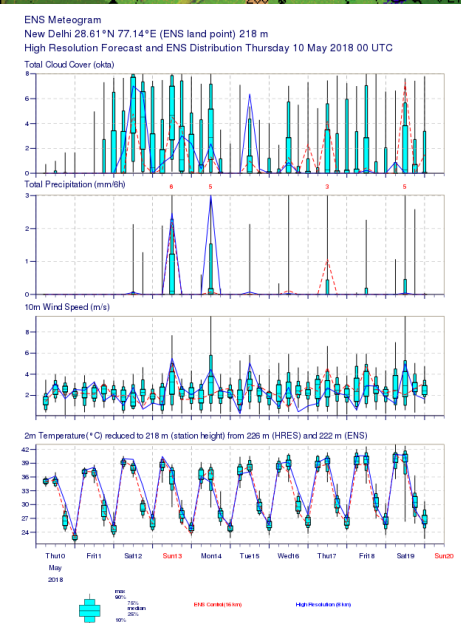 ENS Meteogram
New Delhi 28.61°N 77.14°E (ENS land point) 218 m
High Resolution Forecast and ENS Distribution Thursday 10 May 2018 00 UTC
Total Cloud Cover (okta)
8
6
4
2
0
Total Precipitation (mm/6h) 6 5 3 5
3
2
1
0
10m Wind Speed (m/s)
8
6
4
2
2m Temperature(°C) reduced to 218 m (station height) from 226 m (HRES) and 222 m (ENS)
42
39
36
33
30
27
24
Thu10 Fri11 Sat12 Sun13 Mon14 Tue15 Wed16 Thu17 Fri18 Sat19 Sun20
May
2018
max
90%
75%
median
25%
10%
ENS Control(16 km) High Resolution (8 km)